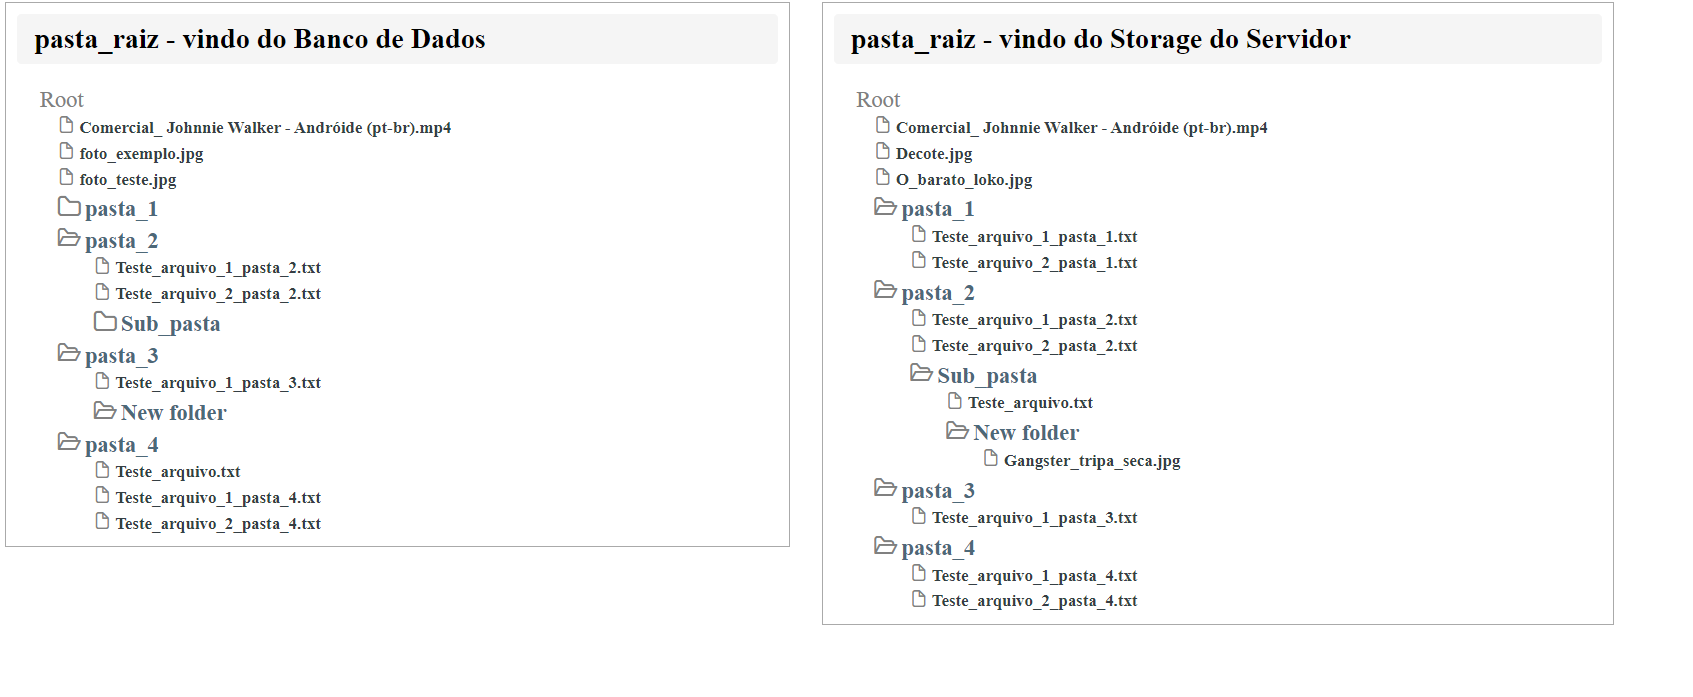 pasta_raiz - vindo do Banco de Dados
Root
Comercial_ Johnnie Walker - Andróide (pt-br).mp4
foto_exemplo.jpg
foto_teste.jpg
pasta_1
pasta_2
Teste_arquivo_1_pasta_2.txt
Teste_arquivo_2_pasta_2.txt
Sub_pasta
pasta_3
Teste_arquivo_1_pasta_3.txt
New folder
pasta_4
Teste_arquivo.txt
Teste_arquivo_1_pasta_4.txt
Teste_arquivo_2_pasta_4.txt
pasta_raiz - vindo do Storage do Servidor
Root
Comercial_ Johnnie Walker - Andróide (pt-br).mp4
Decote.jpg
O_barato_loko.jpg
pasta_1
Teste_arquivo_1_pasta_1.txt
Teste_arquivo_2_pasta_1.txt
pasta_2
Teste_arquivo_1_pasta_2.txt
Teste_arquivo_2_pasta_2.txt
Sub_pasta
Teste_arquivo.txt
New folder
Gangster_tripa_seca.jpg
pasta_3
Teste_arquivo_1_pasta_3.txt
pasta_4
Teste_arquivo_1_pasta_4.txt
Teste_arquivo_2_pasta_4.txt